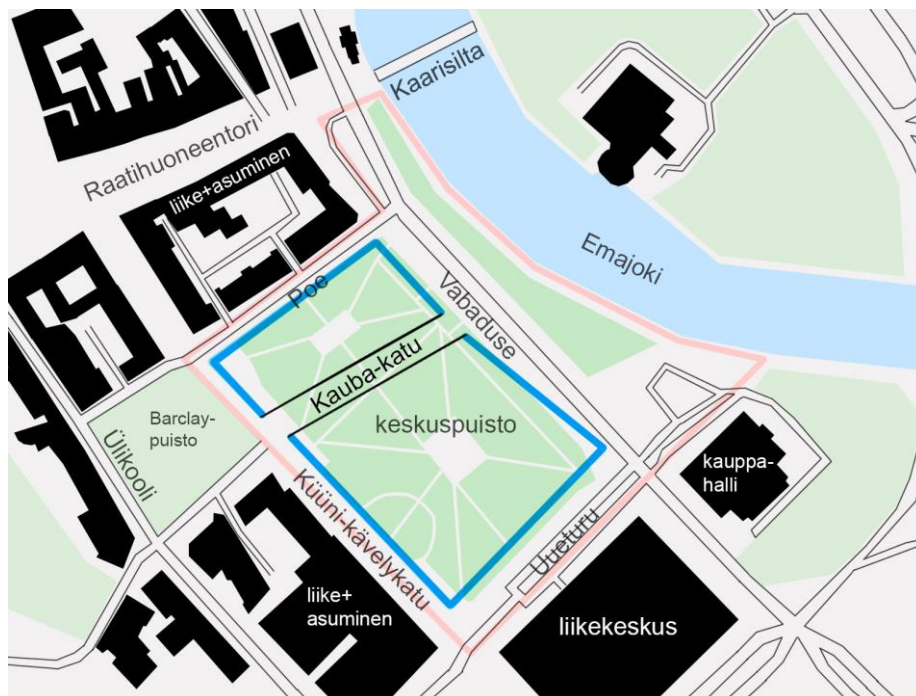 Kaarisilta
Raatihuoneentori
liike+asuminen
Emajoki
Poe
Vabaduse
Kauba-katu
keskuspuisto
Barclay-
puisto
Ülikooli
kauppa-
halli
Küüni-kävelykatu
Uueturu
liike+
asuminen
liikekeskus